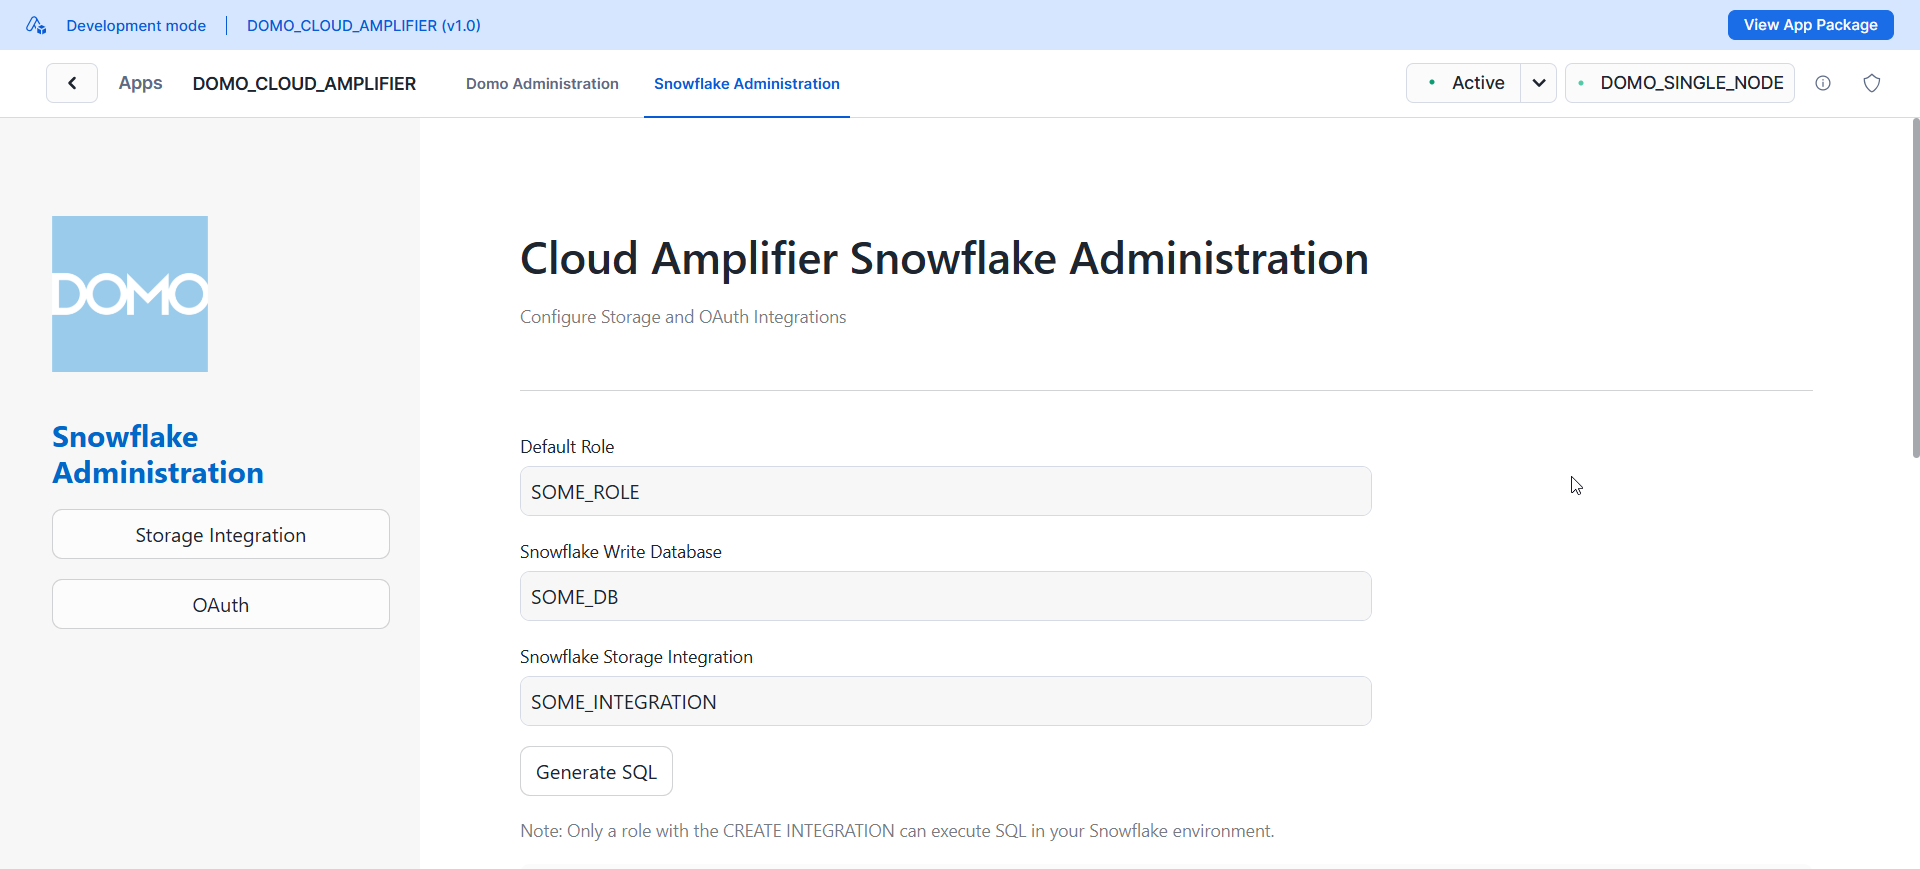 Development mode
DOMO_CLOUD_AMPLIFIER (v1.0)
View App Package
Apps
DOMO_CLOUD_AMPLIFIER
Domo Administration
Snowflake Administration
Active
DOMO_SINGLE_NODE
DOMO
Snowflake
Administration
Storage Integration
OAuth
Cloud Amplifier Snowflake Administration
Configure Storage and OAuth Integrations
Default Role
SOME_ROLE
Snowflake Write Database
SOME_DB
Snowflake Storage Integration
SOME_INTEGRATION
Generate SQL
Note: Only a role with the CREATE INTEGRATION can execute SQL in your Snowflake environment.